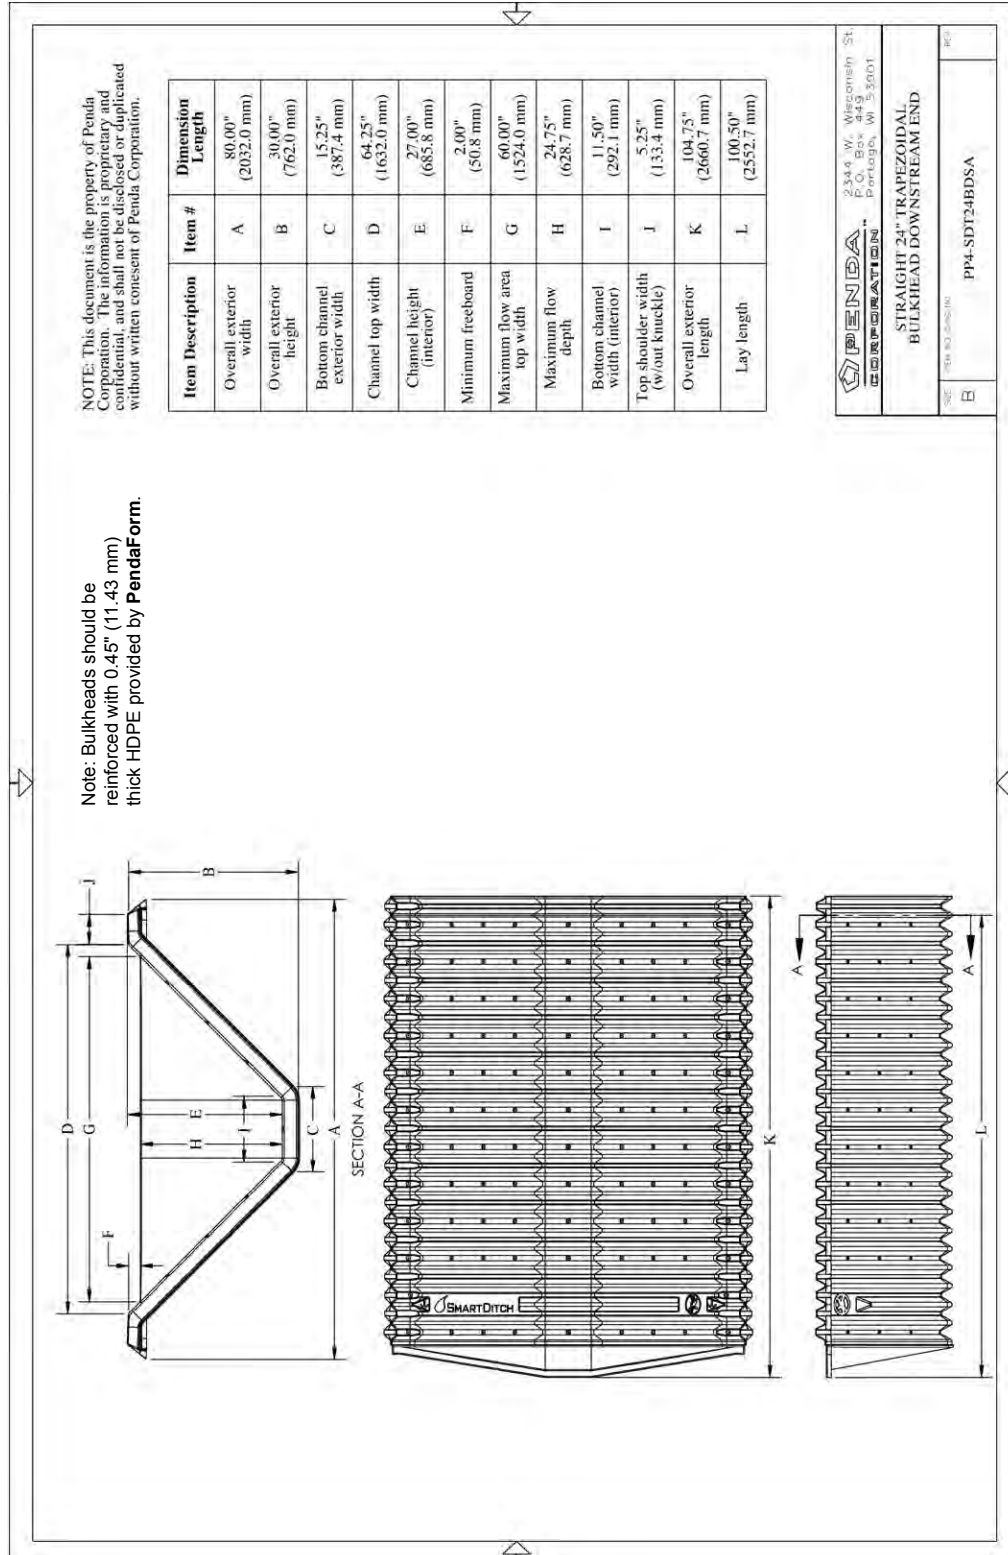 NOTE: This document is the property of Penda
Corporation. The information is proprietary and
confidential, and shall not be disclosed or duplicated
without written conesent of Penda Corporation.
Note: Bulkheads should be
reinforced with 0.45" (11.43 mm)
thick HDPE provided by PendaForm.
Item Description Item # Dimension Length
Overall exterior width A 80.00" (2032.0 mm)
Overall exterior height B 30.00" (762.0 mm)
Bottom channel exterior width C 15.25" (387.4 mm)
Channel top width D 64.25" (1632.0 mm)
Channel height (interior) E 27.00" (685.8 mm)
Minimum freeboard F 2.00" (50.8 mm)
Maximum flow area top width G 60.00" (1524.0 mm)
Maximum flow depth H 24.75" (628.7 mm)
Bottom channel width (interior) I 11.50" (292.1 mm)
Top shoulder width (w/out knuckle) J 5.25" (133.4 mm)
Overall exterior length K 104.75" (2660.7 mm)
Lay length L 100.50" (2552.7 mm)
D
G
F
J
H
E
B
I
C
A
SECTION A-A
SMARTDITCH
K
A
A
L
PENDA
CORPORATION
2344 W. Wisconsin St.
P.O. Box 449
Portage, WI 53901
STRAIGHT 24" TRAPEZOIDAL
BULKHEAD DOWNSTREAM END
SIZE
B
PP4-SDT24BDSA
REV